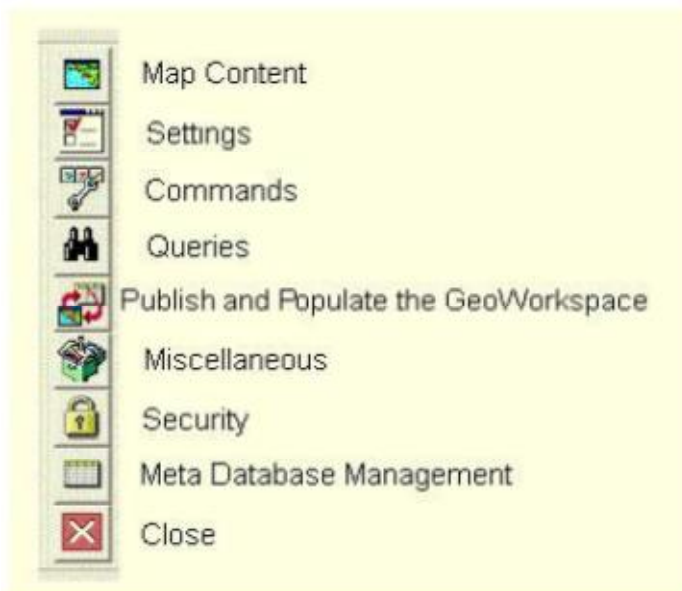 Map Content
Settings
Commands
Queries
Publish and Populate the GeoWorkspace
Miscellaneous
Security
Meta Database Management
Close